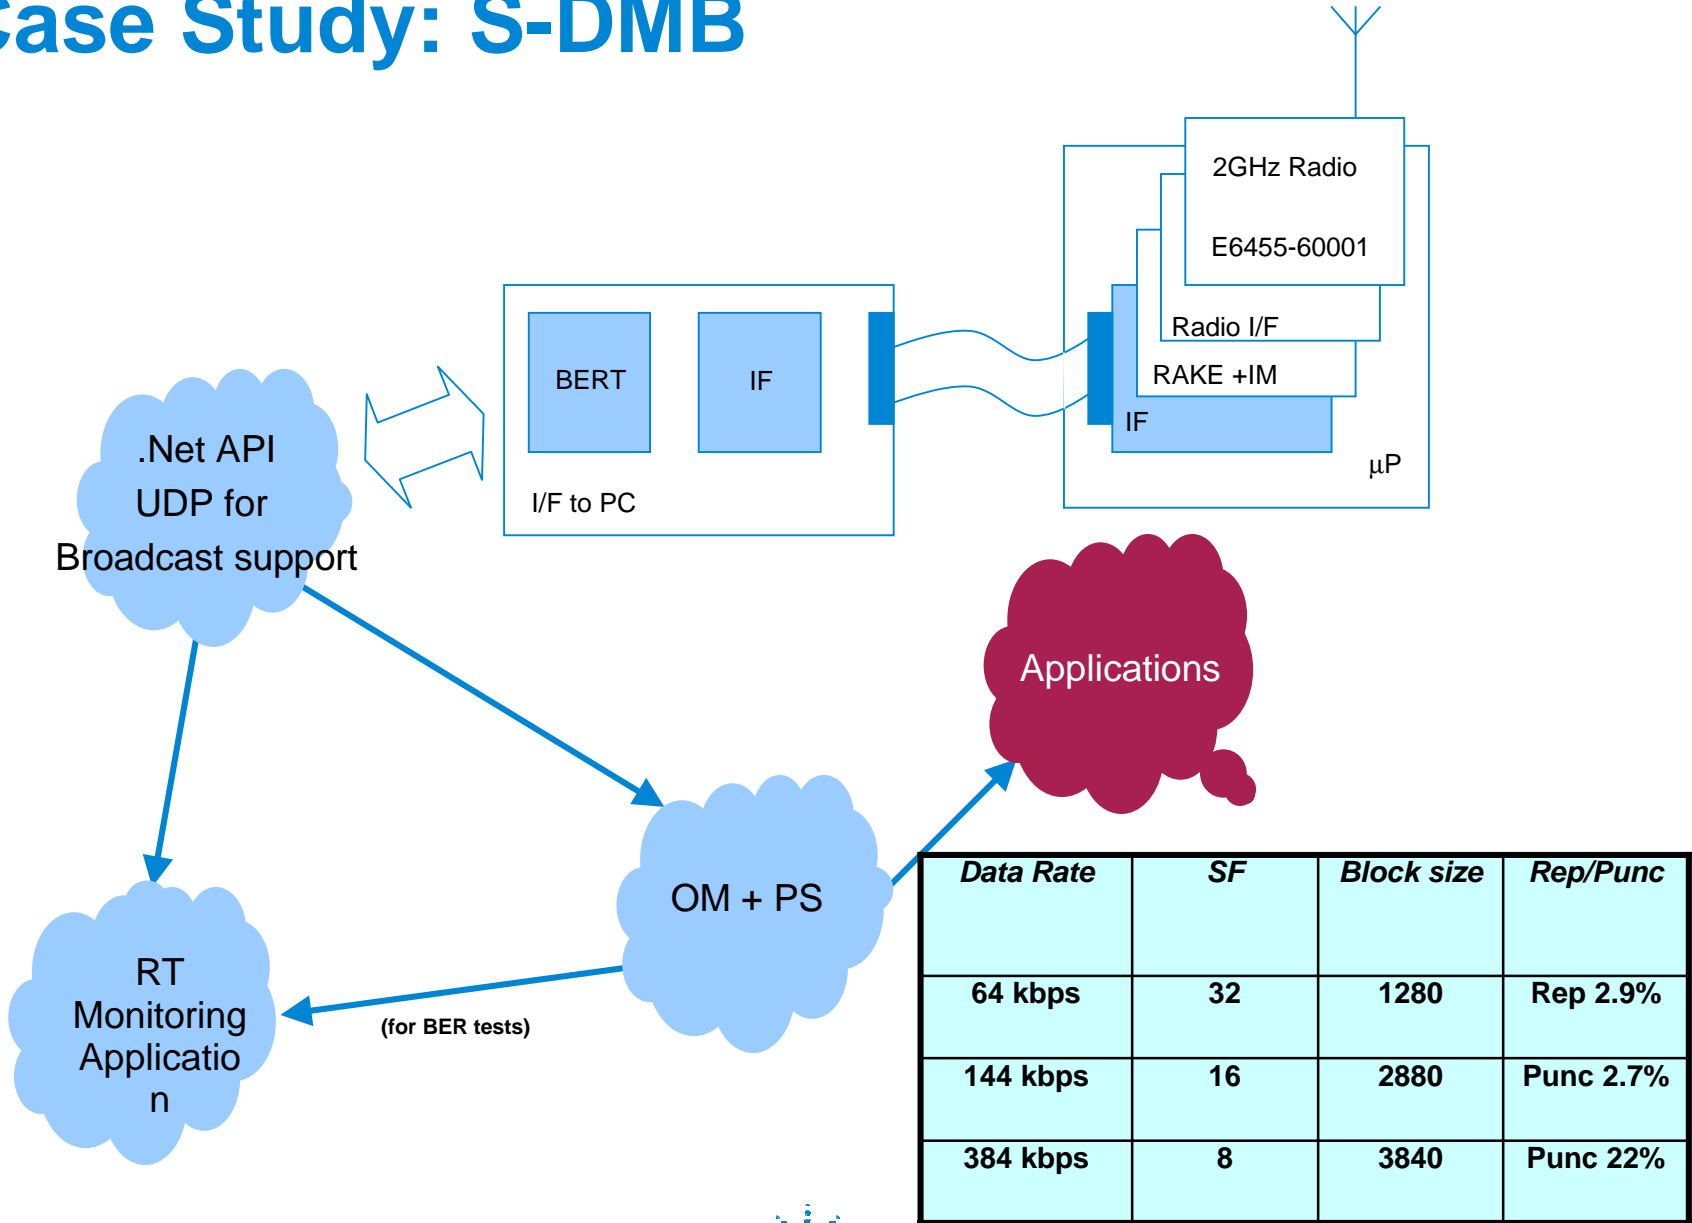 Case Study: S-DMB
2GHz Radio
E6455-60001
Radio I/F
RAKE +IM
IF
μP
BERT
IF
I/F to PC
.Net API
UDP for
Broadcast support
Applications
OM + PS
RT
Monitoring
Applicatio
n
(for BER tests)
Data Rate SF Block size Rep/Punc
64 kbps 32 1280 Rep 2.9%
144 kbps 16 2880 Punc 2.7%
384 kbps 8 3840 Punc 22%